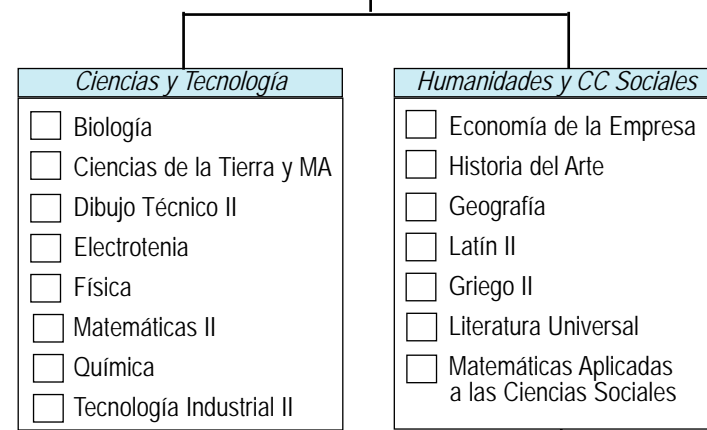 Ciencias y Tecnología
Biología
Ciencias de la Tierra y MA
Dibujo Técnico II
Electrotenia
Física
Matemáticas II
Química
Tecnología Industrial II
Humanidades y CC Sociales
Economía de la Empresa
Historia del Arte
Geografía
Latín II
Griego II
Literatura Universal
Matemáticas Aplicadas
a las Ciencias Sociales